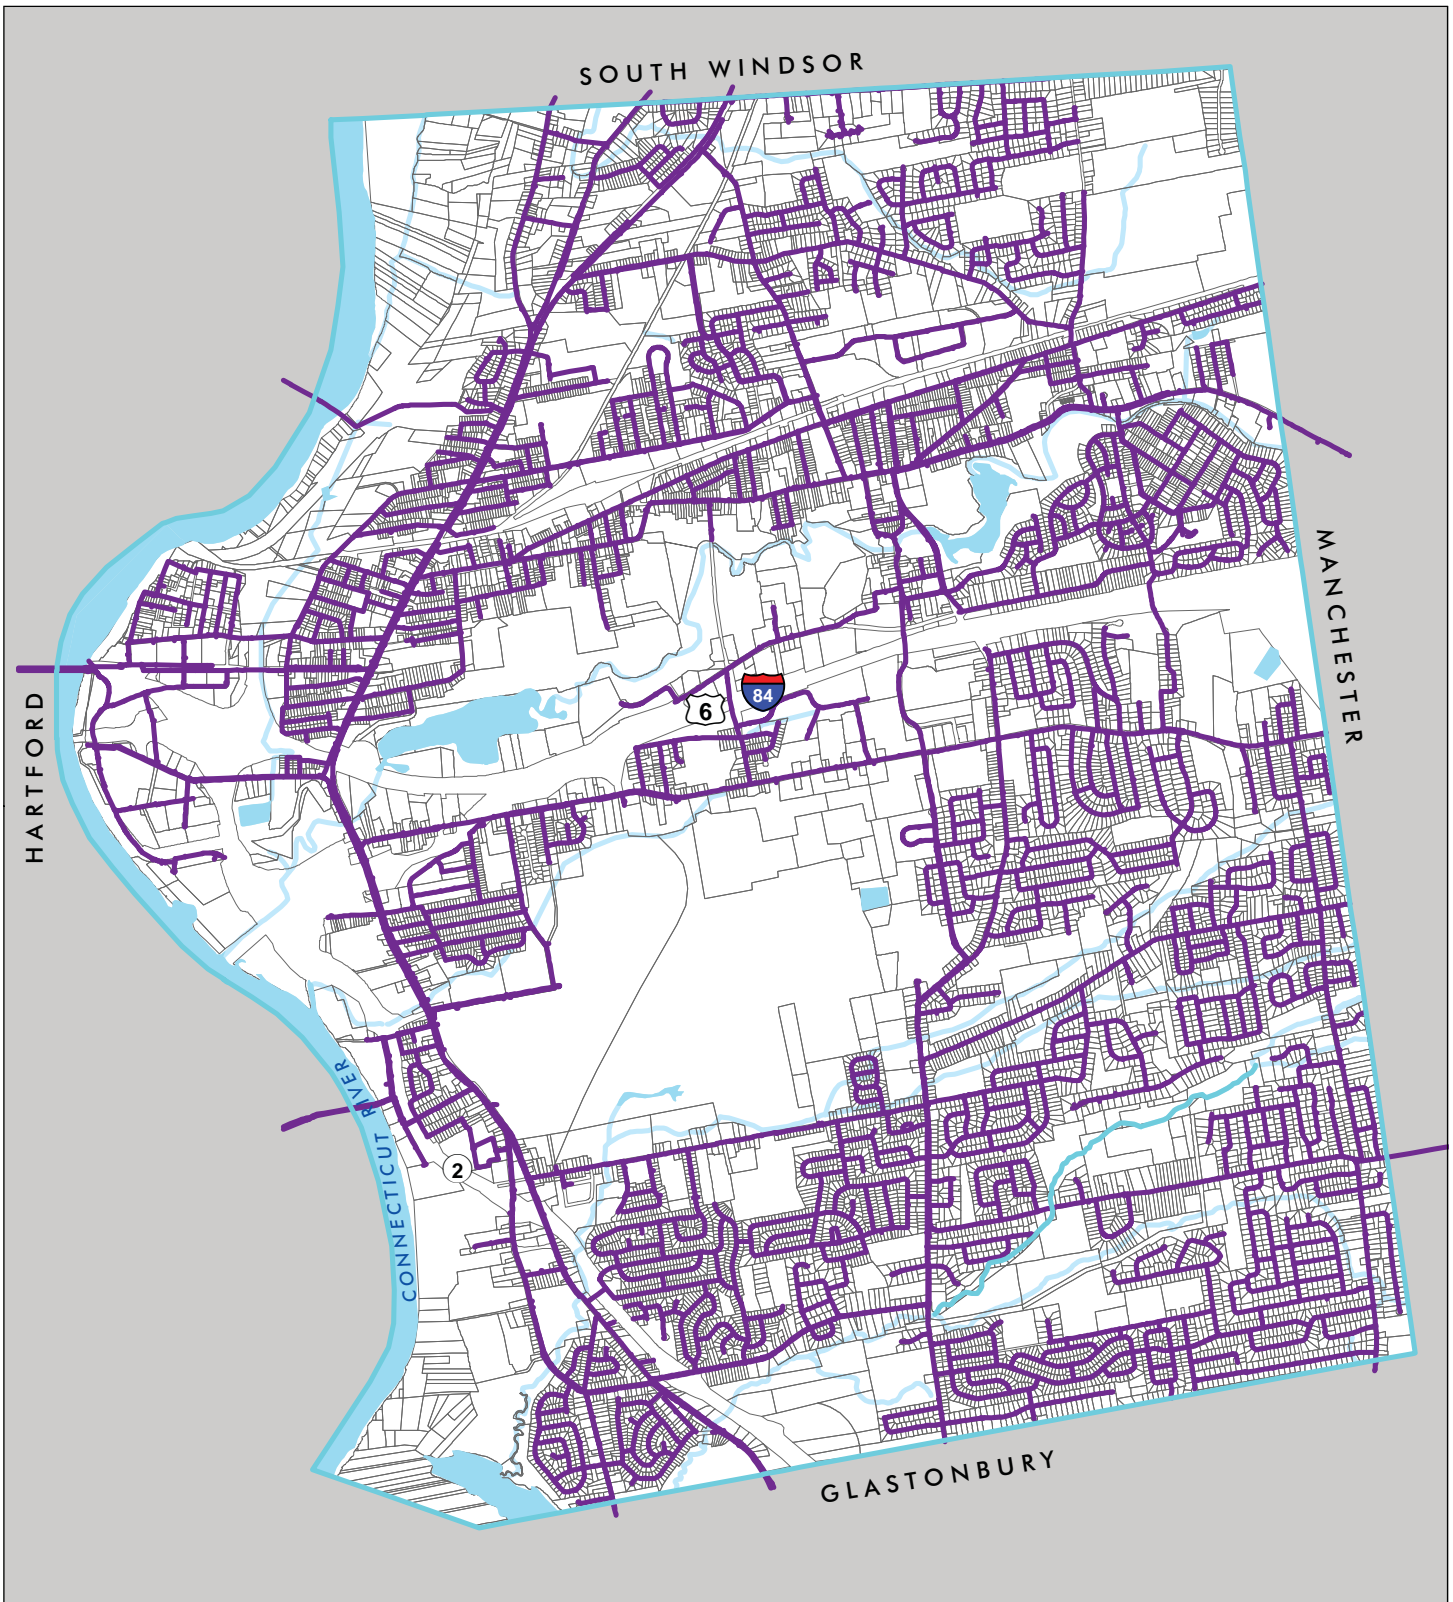 SOUTH WINDSOR
MANCHESTER
84
6
HARTFORD
CONNECTICUT RIVER
2
GLASTONBURY